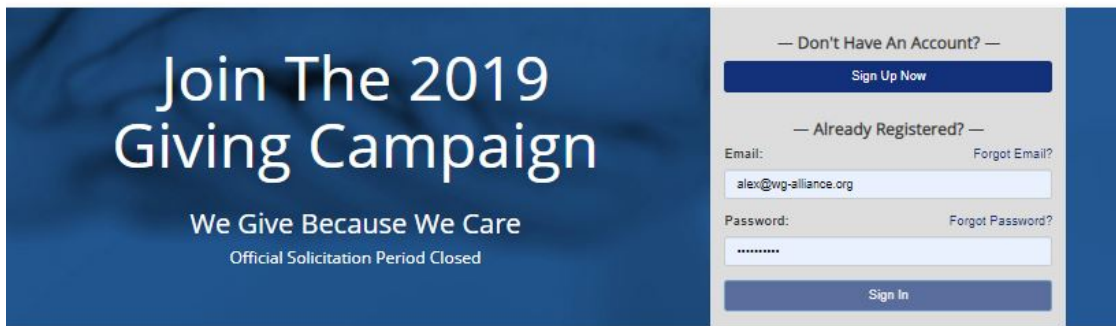 Join The 2019
Giving Campaign
We Give Because We Care
Official Solicitation Period Closed
— Don't Have An Account? —
Sign Up Now
— Already Registered? —
Email: Forgot Email?
alex@wg-alliance.org
Password: Forgot Password?
••••••••••
Sign In